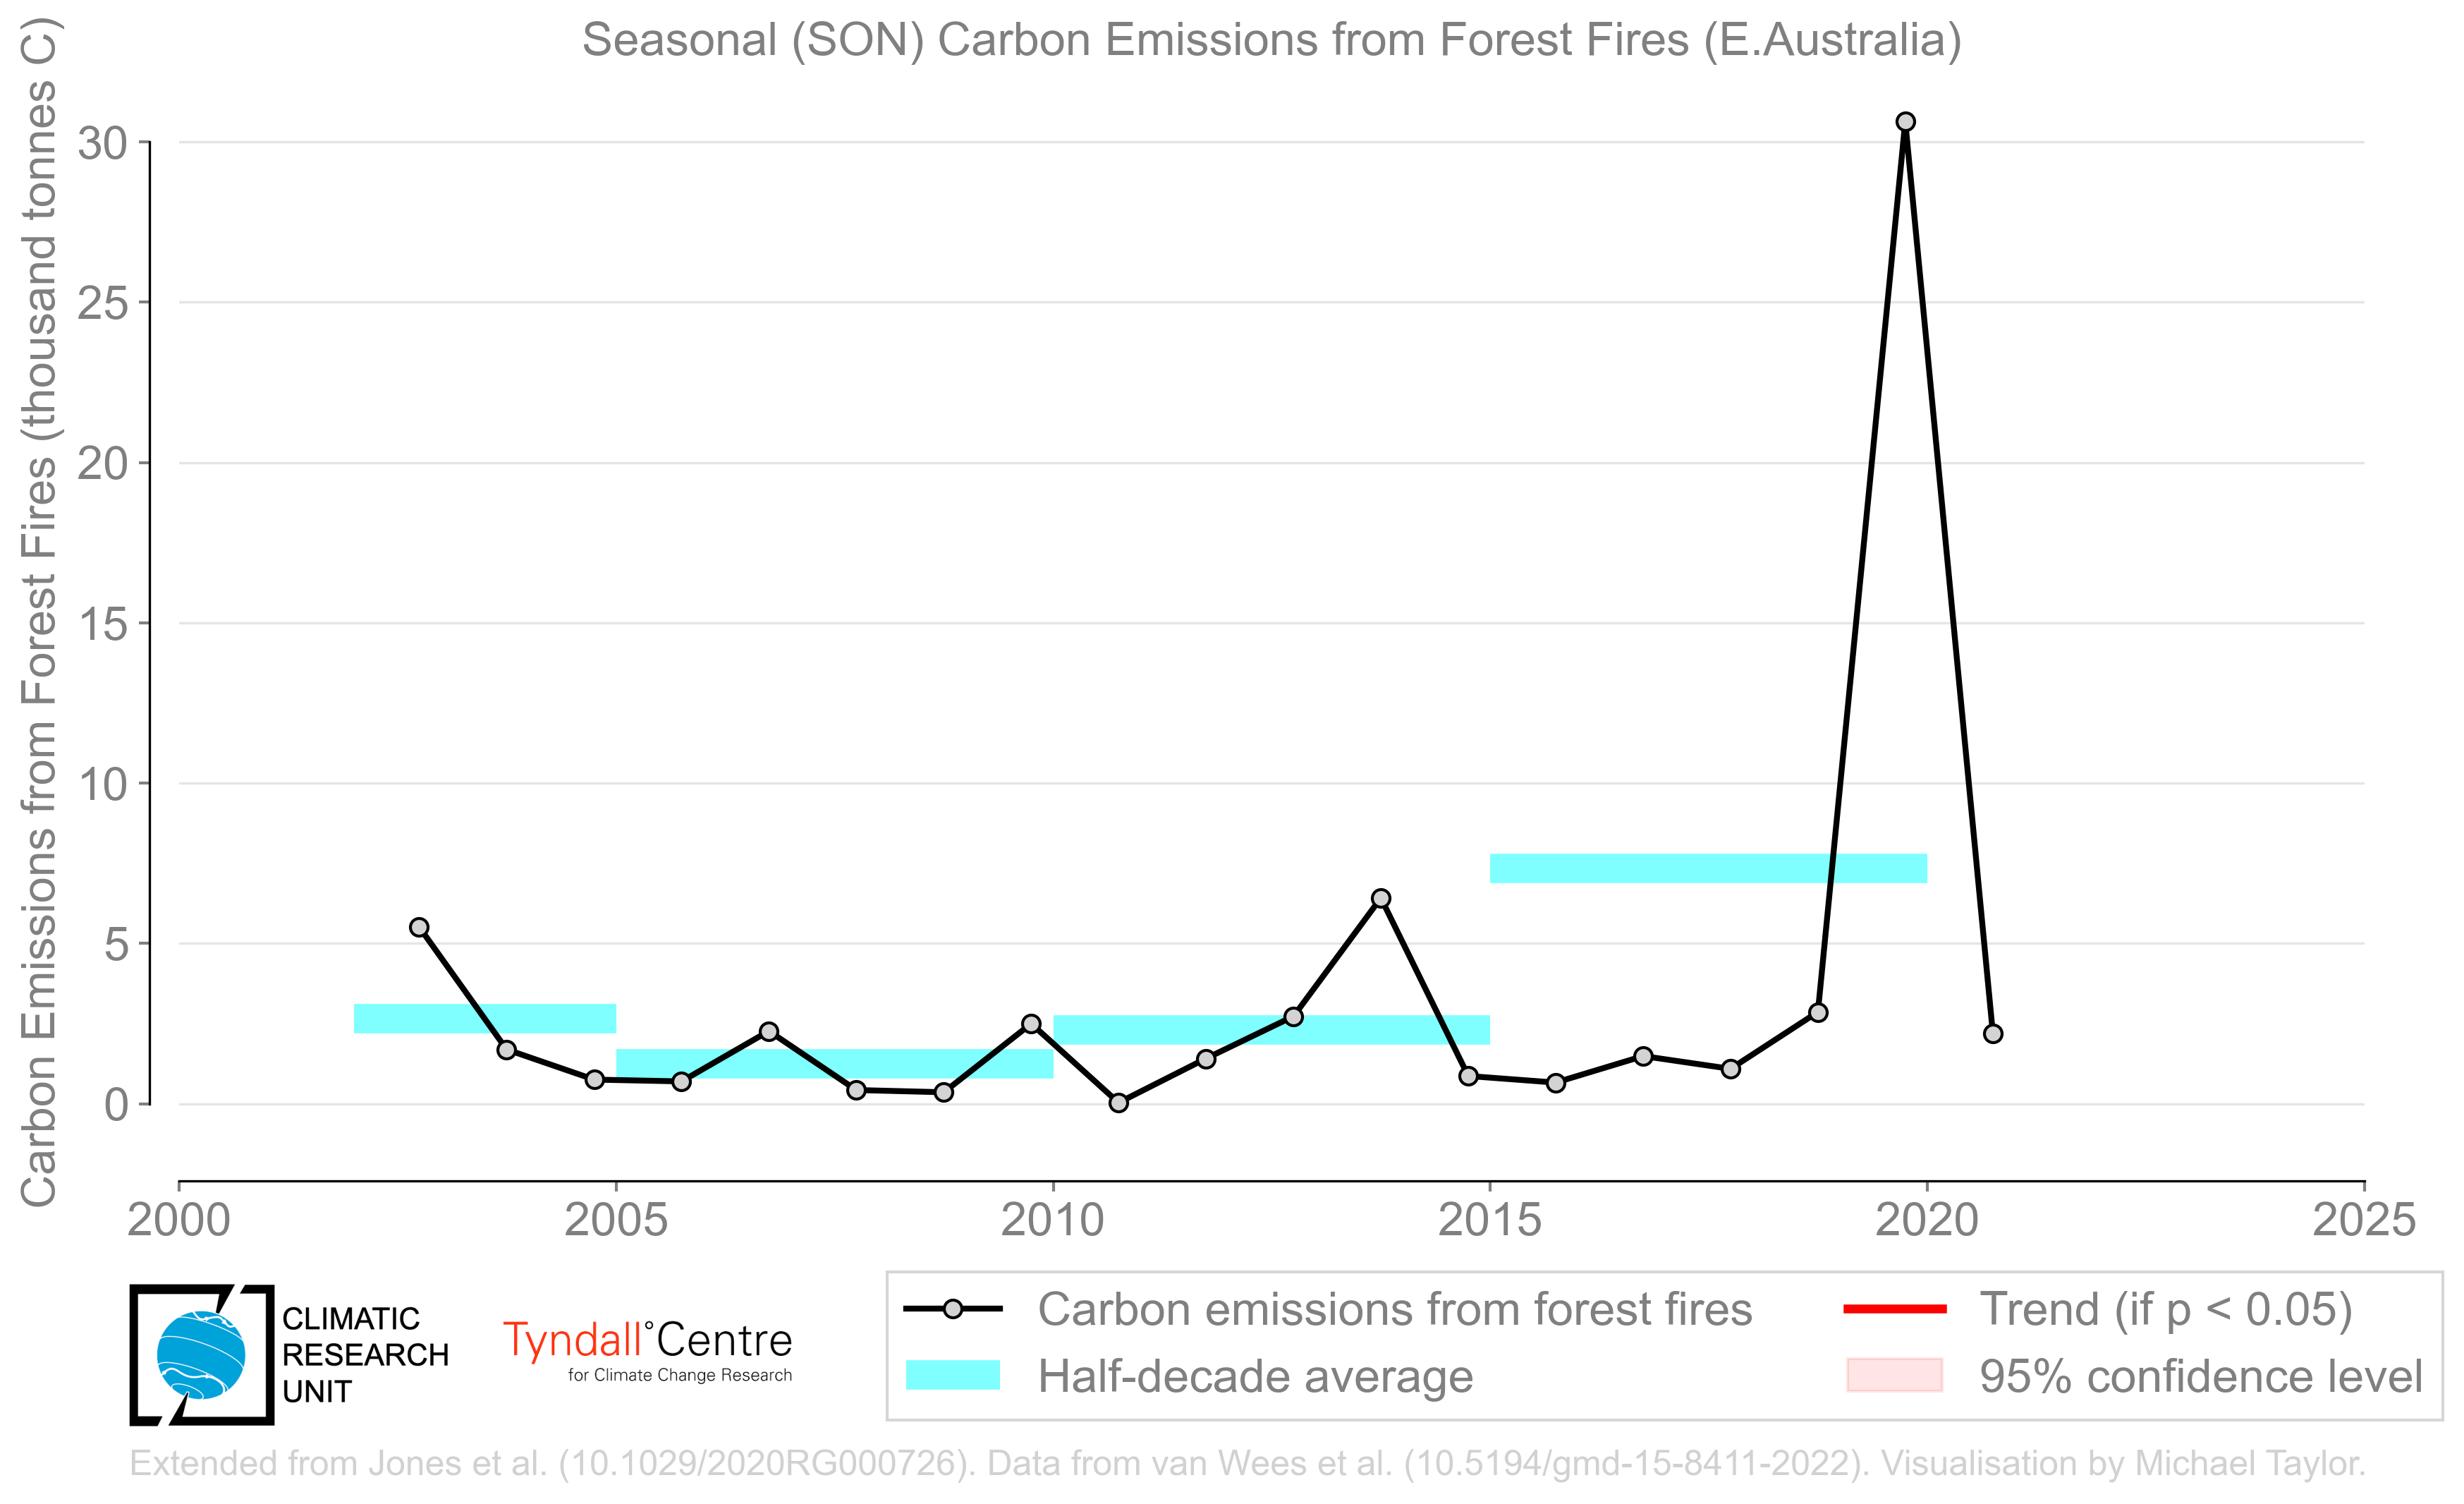 Seasonal (SON) Carbon Emissions from Forest Fires (E.Australia)
Carbon Emissions from Forest Fires (thousand tonnes C)
30
25
20
15
10
5
0
2000 2005 2010 2015 2020 2025
CLIMATIC
RESEARCH
UNIT
Tyndall°Centre
for Climate Change Research
Carbon emissions from forest fires
Half-decade average
Trend (if p < 0.05)
95% confidence level
Extended from Jones et al. (10.1029/2020RG000726). Data from van Wees et al. (10.5194/gmd-15-8411-2022). Visualisation by Michael Taylor.